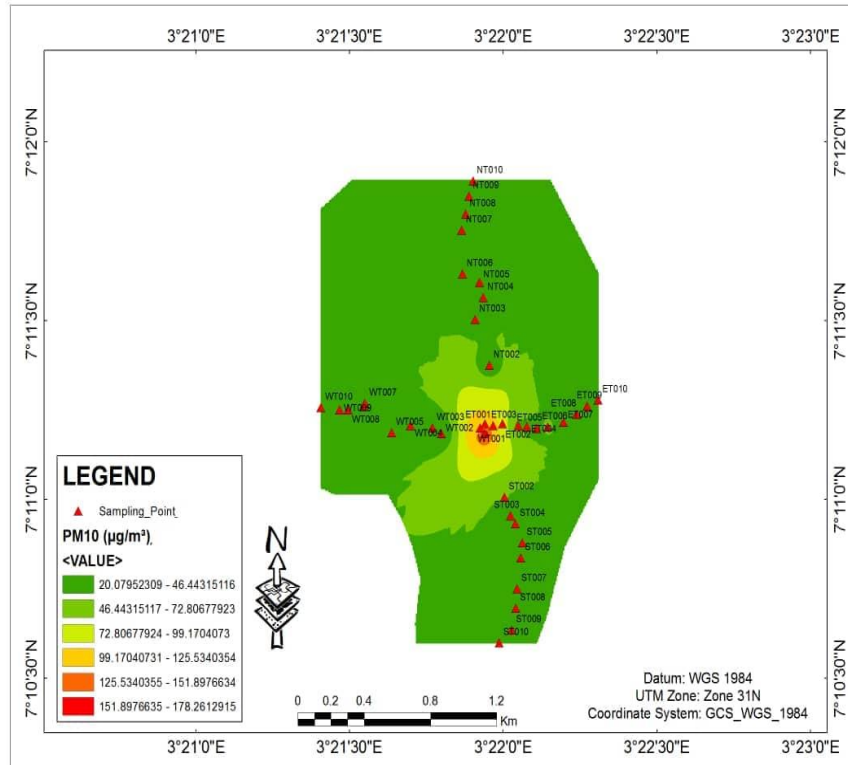 3°21'0"E 3°21'30"E 3°22'0"E 3°22'30"E 3°23'0"E
7°12'0"N 7°12'0"N
NT010
NT009
NT008
NT007
NT006
NT005
NT004
NT003
7°11'30"N 7°11'30"N
NT002
ET010
WT010 WT009 WT007 ET009
WT008 ET008
WT005 WT003 ET001 ET003 ET005 ET006 ET007
WT004 WT002 WT001 ET002 ET004
LEGEND
Sampling_Point
PM10 (µg/m³)
<VALUE>
20.07952309 - 46.44315116
46.44315117 - 72.80677923
72.80677924 - 99.1704073
99.17040731 - 125.5340354
125.5340355 - 151.8976634
151.8976635 - 178.2612915
ST002
7°11'0"N 7°11'0"N
ST003 ST004
ST005
ST006
ST007
ST008
ST009
ST010
N
7°10'30"N 7°10'30"N
0 0.2 0.4 0.8 1.2
Km
Datum: WGS 1984
UTM Zone: Zone 31N
Coordinate System: GCS_WGS_1984
3°21'0"E 3°21'30"E 3°22'0"E 3°22'30"E 3°23'0"E